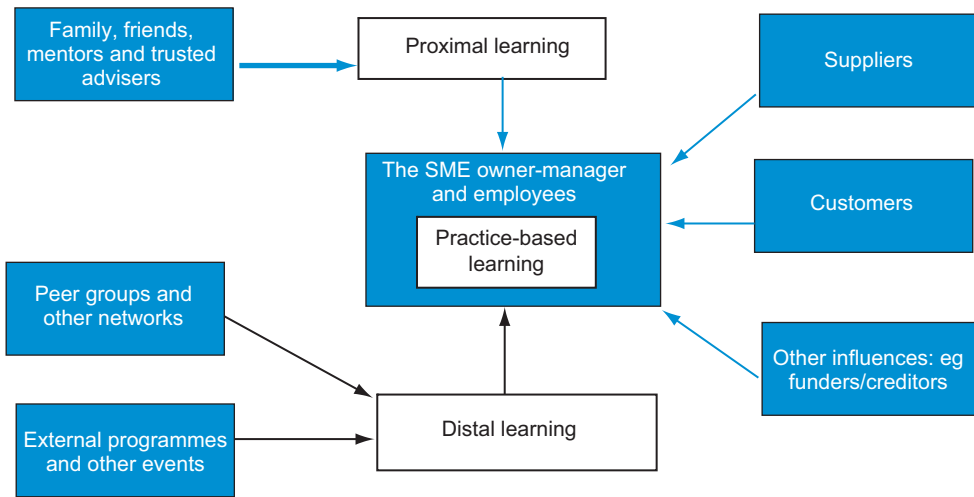 Family, friends,
mentors and trusted
advisers
Proximal learning
Suppliers
The SME owner-manager
and employees
Practice-based
learning
Customers
Peer groups and
other networks
Other influences: eg
funders/creditors
Distal learning
External programmes
and other events